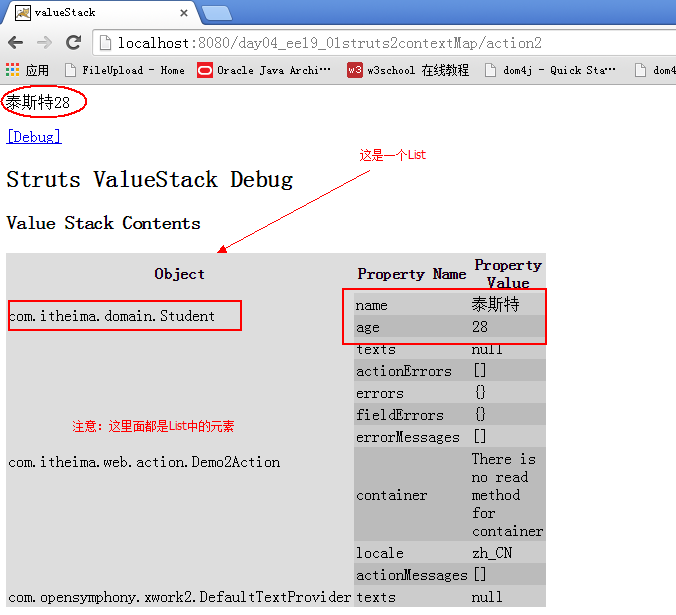 valueStack
localhost:8080/day04_ee19_01struts2contextMap/action2
应用 FileUpload - Home Oracle Java Archi··· w3school 在线教程 dom4j - Quick Sta··· dom4
泰斯特28
[Debug]
这是一个List
Struts ValueStack Debug
Value Stack Contents
Object Property Name Property Value
com.itheima.domain.Student
name 泰斯特
age 28
texts null
actionErrors []
errors {}
fieldErrors {}
注意：这里面都是List中的元素
errorMessages []
com.itheima.web.action.Demo2Action
container There is no read method for container
locale zh_CN
actionMessages []
com.opensymphony.xwork2.DefaultTextProvider texts null